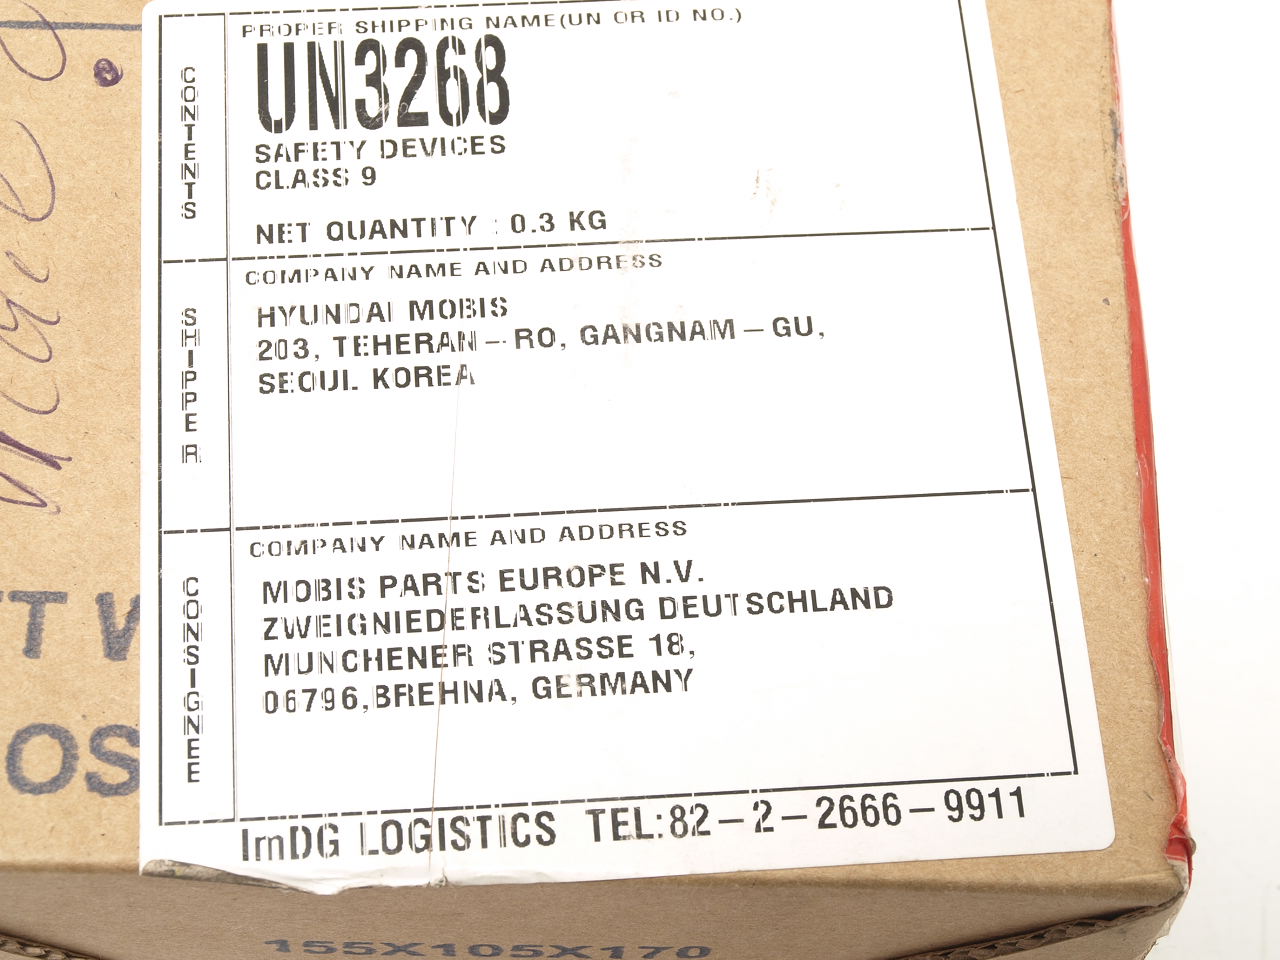 PROPER SHIPPING NAME(UN OR ID NO.)
CONTENTS
UN3268
SAFETY DEVICES
CLASS 9
NET QUANTITY : 0.3 KG
COMPANY NAME AND ADDRESS
SHIPPER
HYUNDAI MOBIS
203, TEHERAN-RO, GANGNAM-GU,
SEOUL KOREA
COMPANY NAME AND ADDRESS
CONSIGNEE
MOBIS PARTS EUROPE N.V.
ZWEIGNIEDERLASSUNG DEUTSCHLAND
MUNCHENER STRASSE 18,
06796,BREHNA, GERMANY
ImDG LOGISTICS TEL:82-2-2666-9911
155X105X170